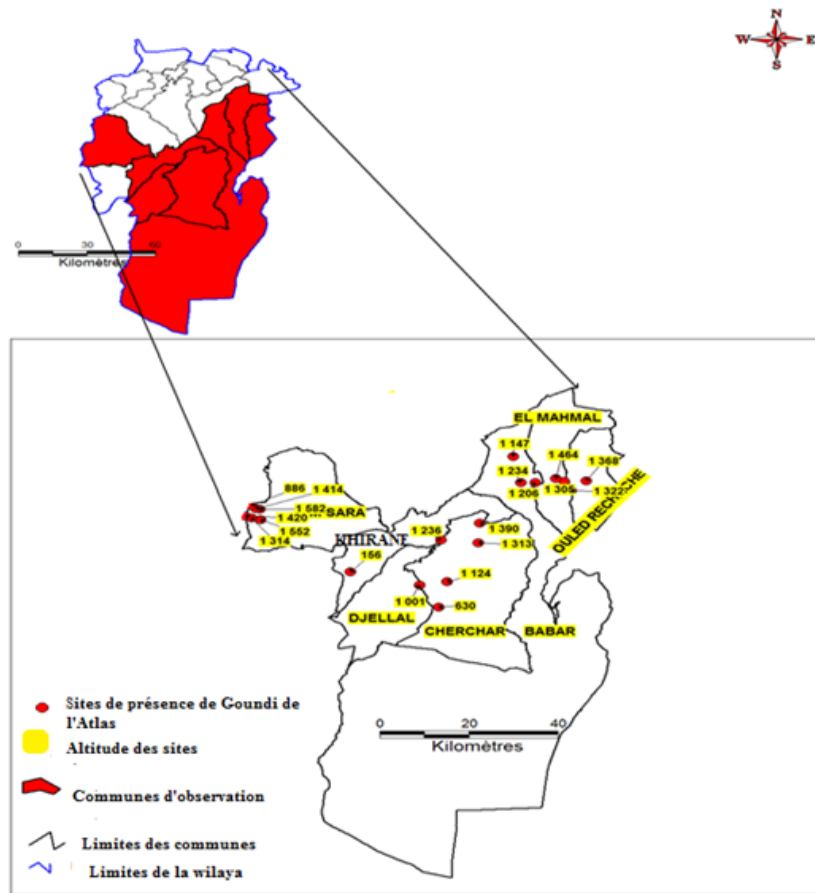 N
W E
S
0 30 60
Kilomètres
EL MAHMAL
1 147
1 464
1 234
1 368
1 206
1 305
1 322
OULED RECHECHE
886
1 414
1 582
SARA
1 420
1 552
1 314
KHIRANE
1 236
1 390
1 313
156
1 124
1 001
630
DJELLAL
CHERCHAR
BABAR
Sites de présence de Goundi de
l'Atlas
Altitude des sites
0 20 40
Kilomètres
Communes d'observation
Limites des communes
Limites de la wilaya